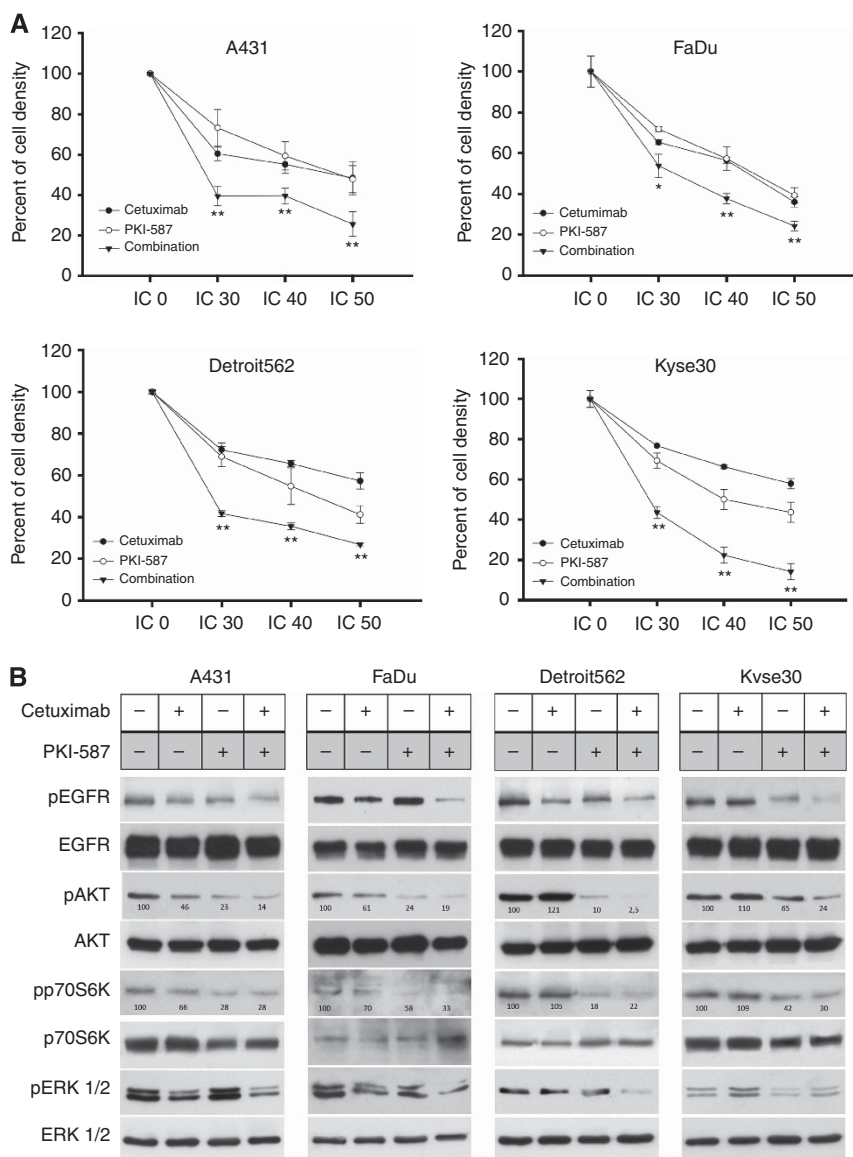 A
A431
120
100
80
60
40
20
0
Percent of cell density
Cetuximab
PKI-587
Combination
**
**
**
IC 0 IC 30 IC 40 IC 50
FaDu
120
100
80
60
40
20
0
Percent of cell density
Cetumimab
PKI-587
Combination
*
**
**
IC 0 IC 30 IC 40 IC 50
Detroit562
120
100
80
60
40
20
0
Percent of cell density
Cetuximab
PKI-587
Combination
**
**
**
IC 0 IC 30 IC 40 IC 50
Kyse30
120
100
80
60
40
20
0
Percent of cell density
Cetuximab
PKI-587
Combination
**
**
**
IC 0 IC 30 IC 40 IC 50
B
A431 FaDu Detroit562 Kvse30
Cetuximab − + − + − + − + − + − + − + − +
PKI-587 − − + + − − + + − − + + − − + +
pEGFR
EGFR
pAKT
100 46 23 14 100 61 24 19 100 121 10 2,5 100 110 65 24
AKT
pp70S6K
100 66 28 28 100 70 58 33 100 105 18 22 100 109 42 30
p70S6K
pERK 1/2
ERK 1/2